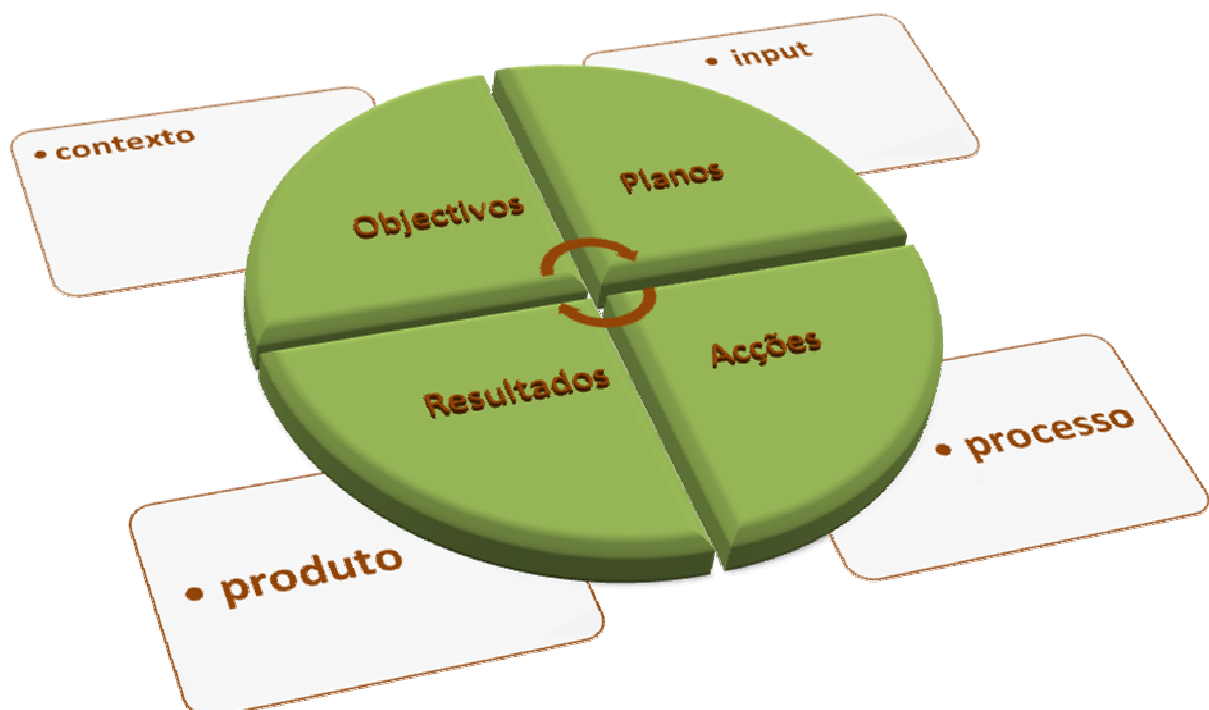 • contexto
• input
Objectivos
Planos
Resultados
Acções
• produto
• processo